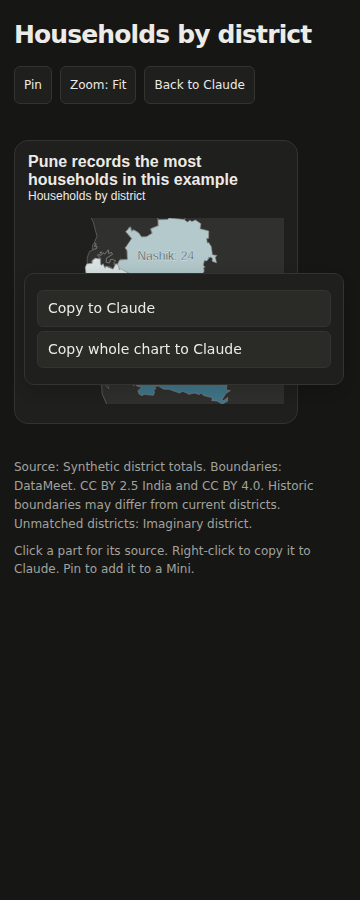 Households by district
Pin
Zoom: Fit
Back to Claude
Pune records the most
households in this example
Households by district
Nashik: 24
Copy to Claude
Copy whole chart to Claude
Source: Synthetic district totals. Boundaries:
DataMeet. CC BY 2.5 India and CC BY 4.0. Historic
boundaries may differ from current districts.
Unmatched districts: Imaginary district.
Click a part for its source. Right-click to copy it to
Claude. Pin to add it to a Mini.